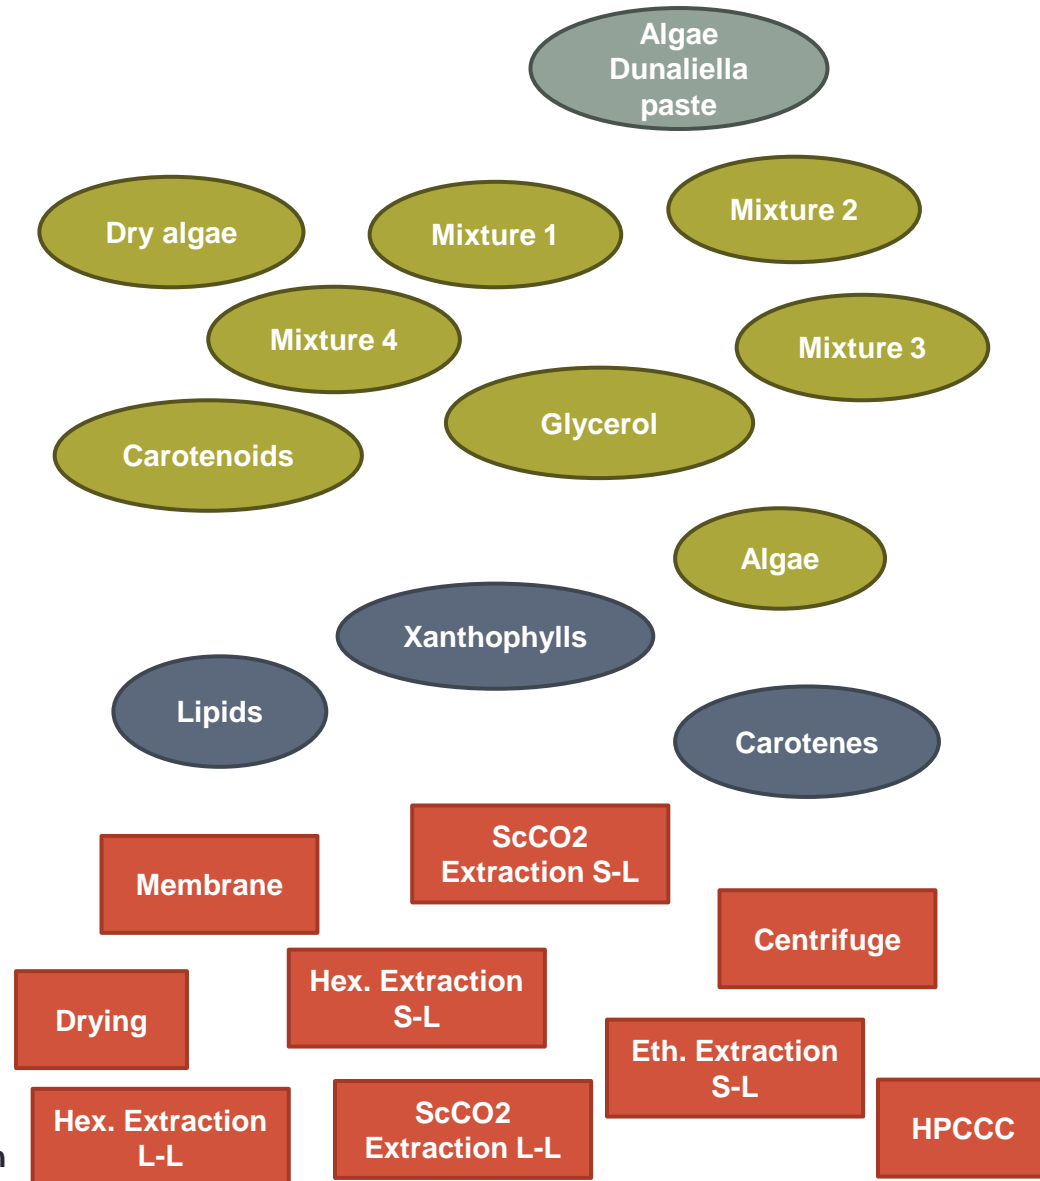 Algae
Dunaliella
paste
Mixture 2
Dry algae
Mixture 1
Mixture 4
Mixture 3
Glycerol
Carotenoids
Algae
Xanthophylls
Lipids
Carotenes
ScCO2
Extraction S-L
Membrane
Centrifuge
Hex. Extraction
S-L
Drying
Eth. Extraction
S-L
Hex. Extraction
L-L
ScCO2
Extraction L-L
HPCCC